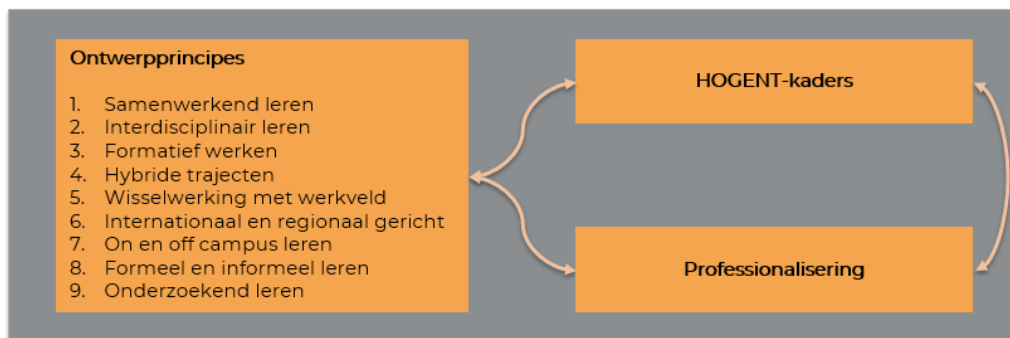 Ontwerpprincipes
1. Samenwerkend leren
2. Interdisciplinair leren
3. Formatief werken
4. Hybride trajecten
5. Wisselwerking met werkveld
6. Internationaal en regionaal gericht
7. On en off campus leren
8. Formeel en informeel leren
9. Onderzoekend leren
HOGENT-kaders
Professionalisering